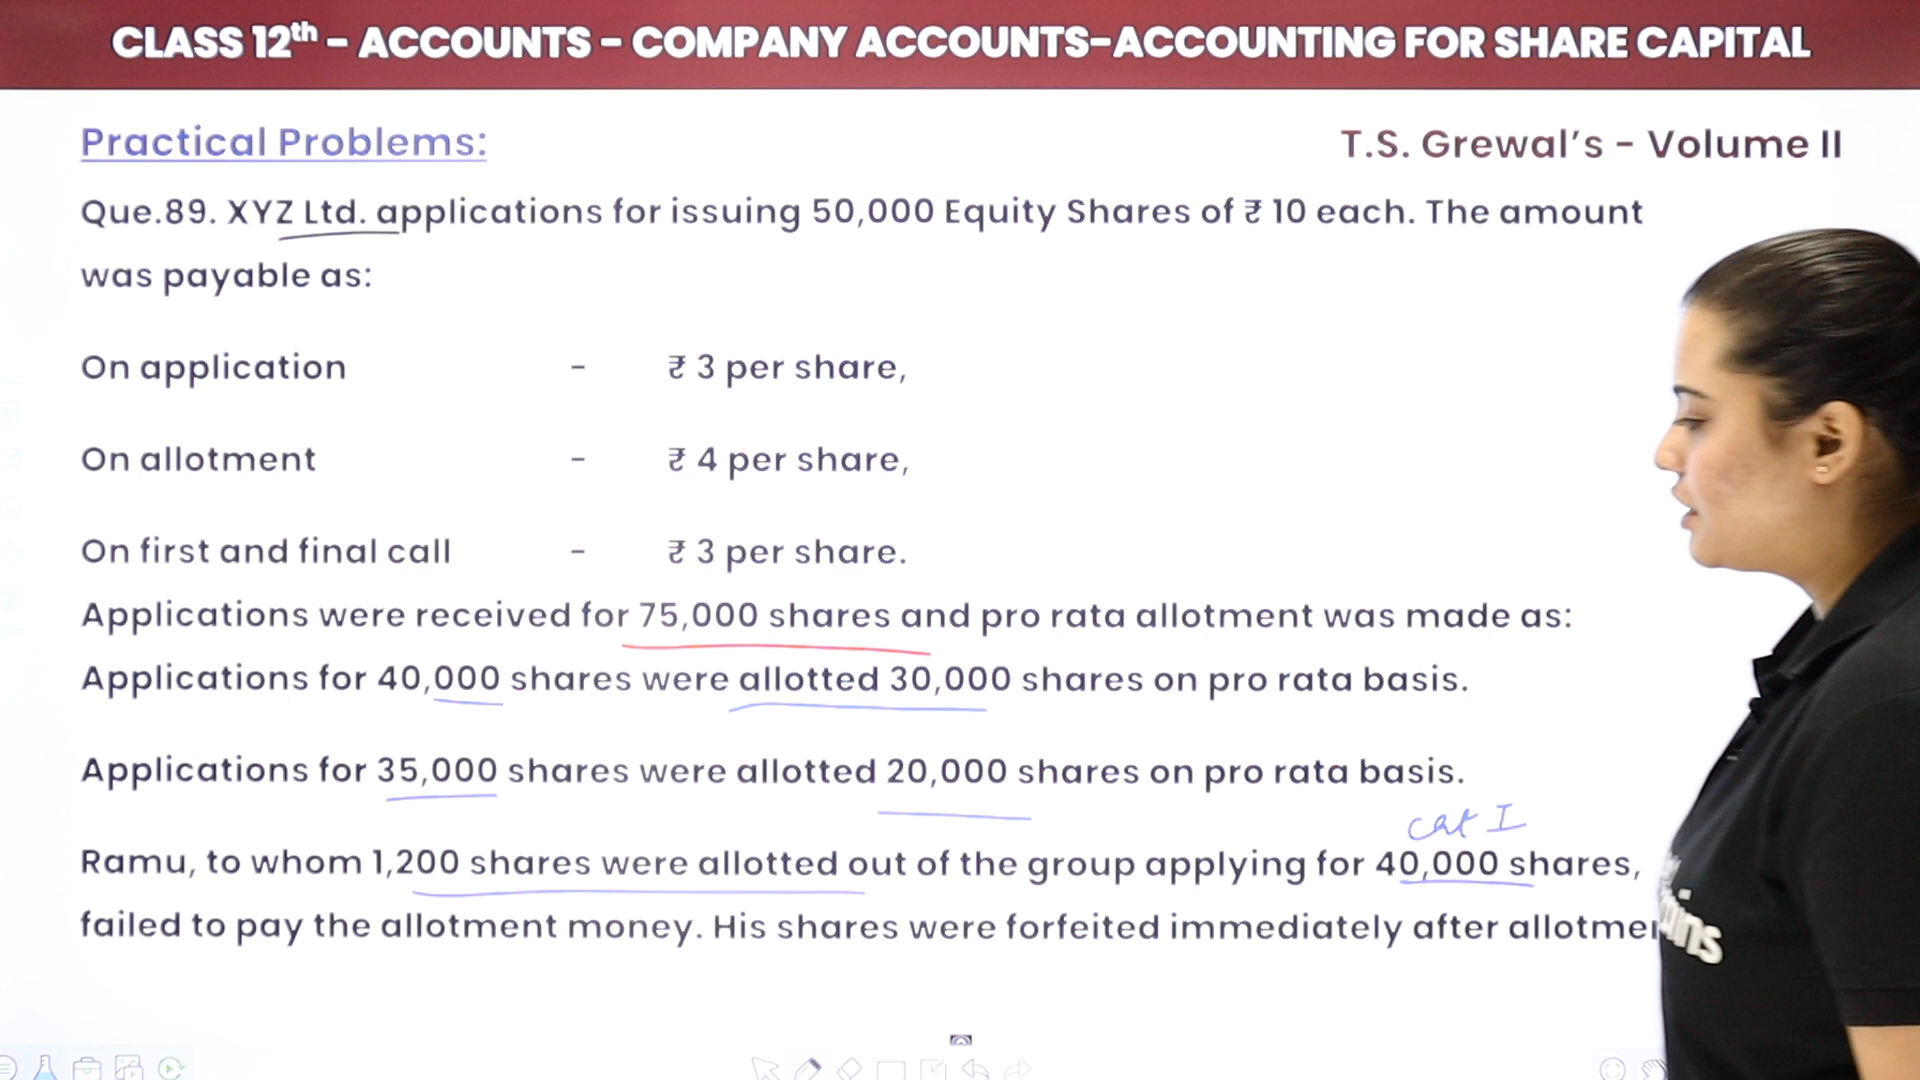 CLASS 12th - ACCOUNTS - COMPANY ACCOUNTS-ACCOUNTING FOR SHARE CAPITAL
Practical Problems:
T.S. Grewal's - Volume II
Que.89. XYZ Ltd. applications for issuing 50,000 Equity Shares of ₹ 10 each. The amount
was payable as:
On application - ₹ 3 per share,
On allotment - ₹ 4 per share,
On first and final call - ₹ 3 per share.
Applications were received for 75,000 shares and pro rata allotment was made as:
Applications for 40,000 shares were allotted 30,000 shares on pro rata basis.
Applications for 35,000 shares were allotted 20,000 shares on pro rata basis.
cat I
Ramu, to whom 1,200 shares were allotted out of the group applying for 40,000 shares,
failed to pay the allotment money. His shares were forfeited immediately after